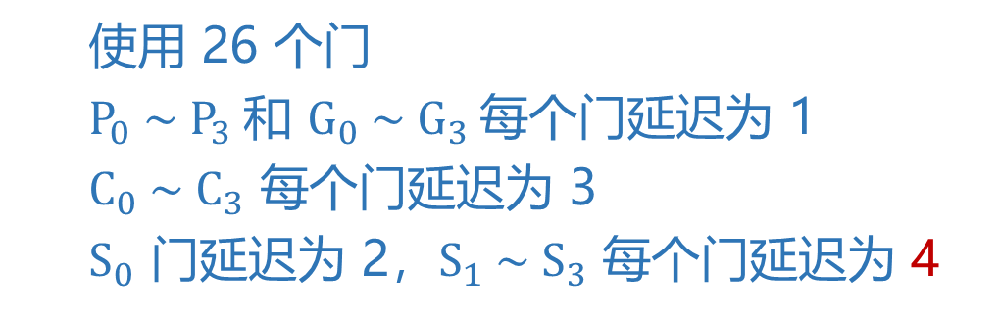 使用 26 个门
P₀ ~ P₃ 和 G₀ ~ G₃ 每个门延迟为 1
C₀ ~ C₃ 每个门延迟为 3
S₀ 门延迟为 2，S₁ ~ S₃ 每个门延迟为 4